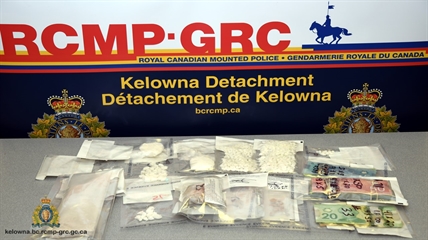 RCMP·GRC
ROYAL CANADIAN MOUNTED POLICE • GENDARMERIE ROYALE DU CANADA
Kelowna Detachment
Détachement de Kelowna
bcrcmp.ca
20
kelowna.bc.rcmp-grc.gc.ca